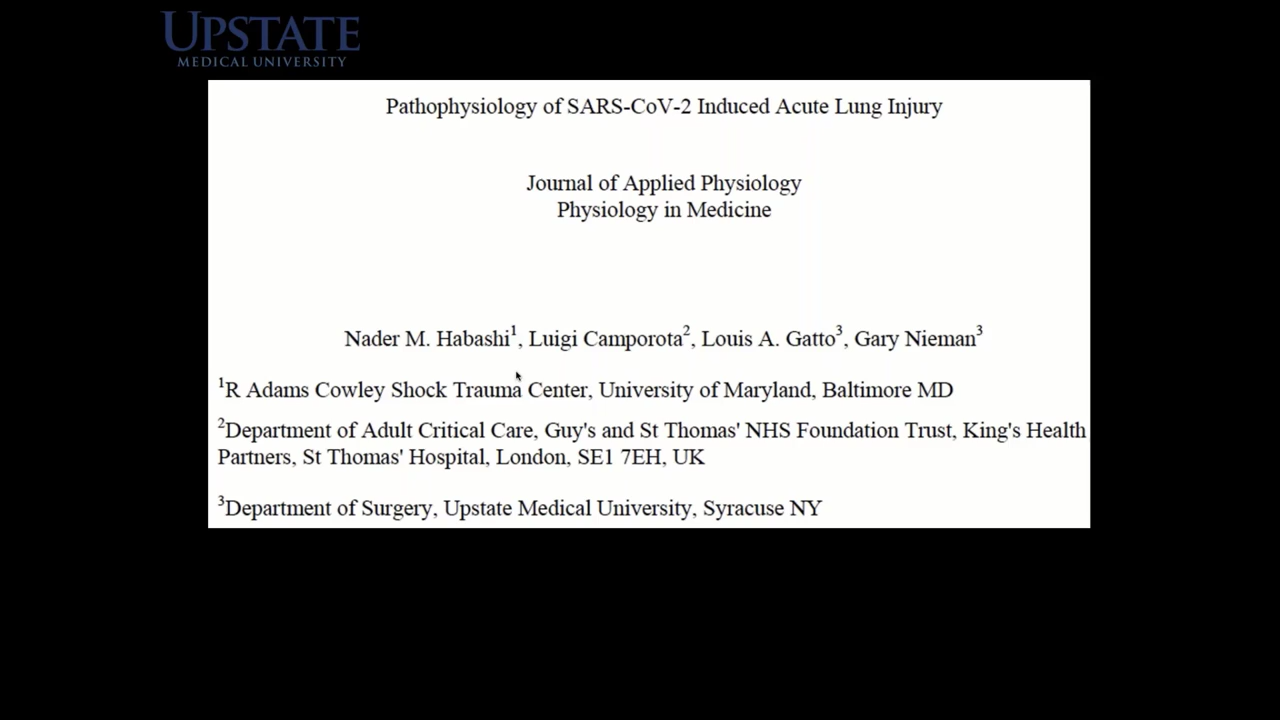 UPSTATE
MEDICAL UNIVERSITY
Pathophysiology of SARS-CoV-2 Induced Acute Lung Injury
Journal of Applied Physiology
Physiology in Medicine
Nader M. Habashi1, Luigi Camporota2, Louis A. Gatto3, Gary Nieman3
1R Adams Cowley Shock Trauma Center, University of Maryland, Baltimore MD
2Department of Adult Critical Care, Guy's and St Thomas' NHS Foundation Trust, King's Health
Partners, St Thomas' Hospital, London, SE1 7EH, UK
3Department of Surgery, Upstate Medical University, Syracuse NY